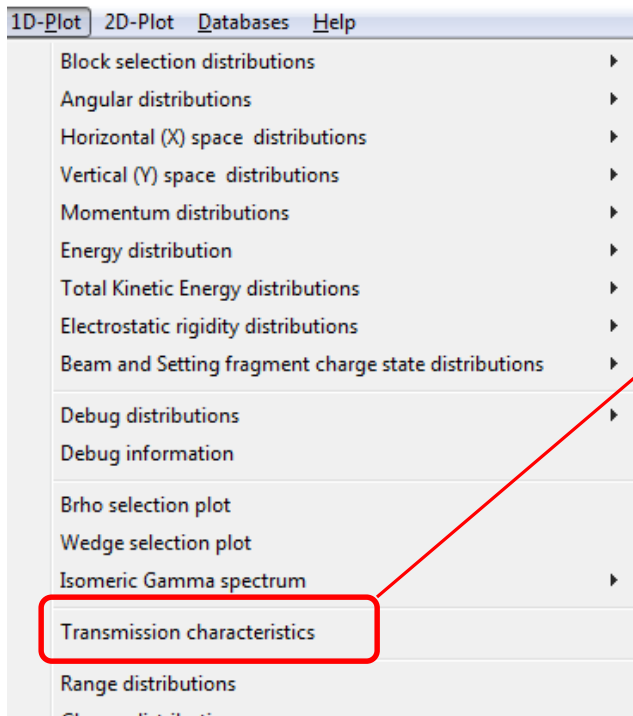 1D-Plot 2D-Plot Databases Help
Block selection distributions
Angular distributions
Horizontal (X) space distributions
Vertical (Y) space distributions
Momentum distributions
Energy distribution
Total Kinetic Energy distributions
Electrostatic rigidity distributions
Beam and Setting fragment charge state distributions
Debug distributions
Debug information
Brho selection plot
Wedge selection plot
Isomeric Gamma spectrum
Transmission characteristics
Range distributions